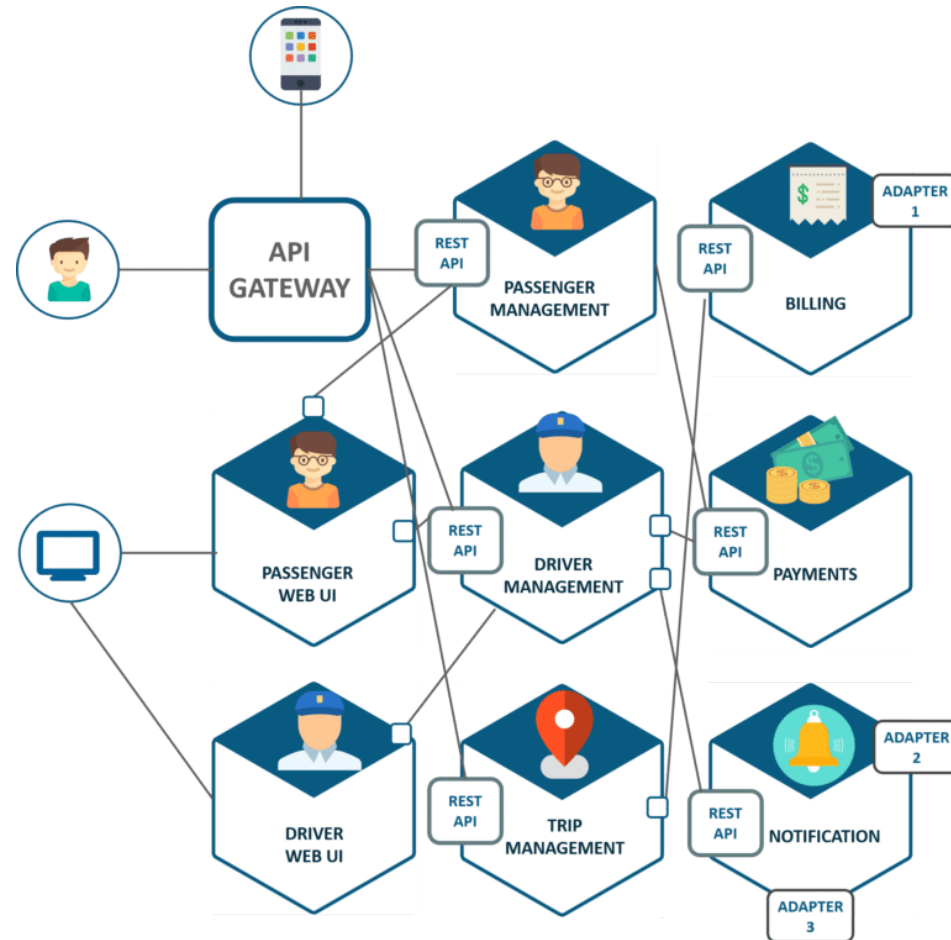 API
GATEWAY
REST
API
PASSENGER
MANAGEMENT
REST
API
BILLING
ADAPTER
1
PASSENGER
WEB UI
REST
API
DRIVER
MANAGEMENT
REST
API
PAYMENTS
DRIVER
WEB UI
REST
API
TRIP
MANAGEMENT
REST
API
NOTIFICATION
ADAPTER
2
ADAPTER
3
$
$